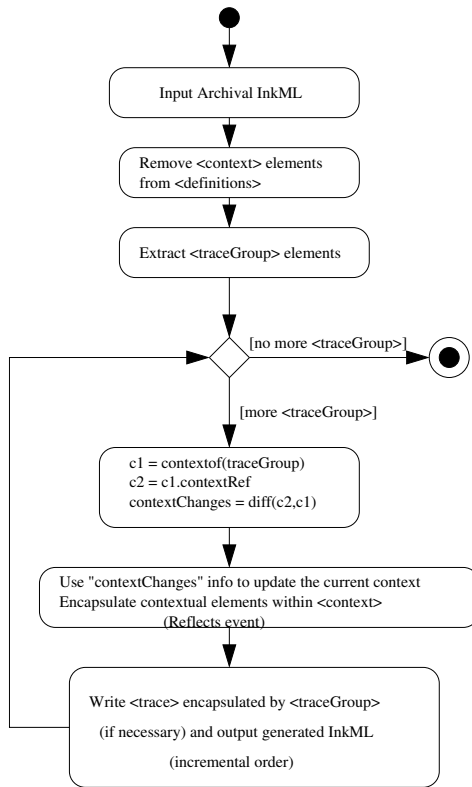 Input Archival InkML
Remove <context> elements
from <definitions>
Extract <traceGroup> elements
[no more <traceGroup>]
[more <traceGroup>]
c1 = contextof(traceGroup)
c2 = c1.contextRef
contextChanges = diff(c2,c1)
Use "contextChanges" info to update the current context
Encapsulate contextual elements within <context>
(Reflects event)
Write <trace> encapsulated by <traceGroup>
(if necessary) and output generated InkML
(incremental order)